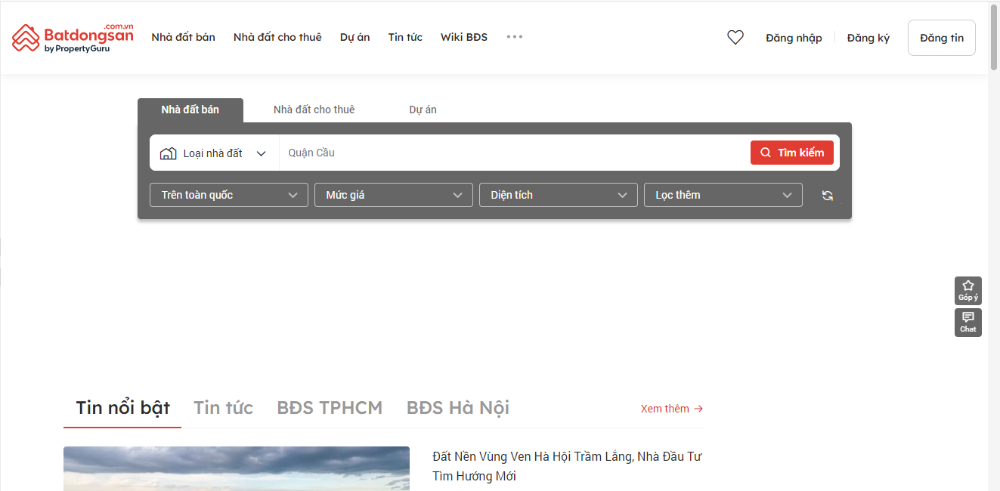 .com.vn
Batdongsan
by PropertyGuru
Nhà đất bán Nhà đất cho thuê Dự án Tin tức Wiki BĐS
Đăng nhập Đăng ký Đăng tin
Nhà đất bán Nhà đất cho thuê Dự án
Loại nhà đất Quận Cầu Tìm kiếm
Trên toàn quốc Mức giá Diện tích Lọc thêm
Góp ý
Chat
Tin nổi bật Tin tức BĐS TPHCM BĐS Hà Nội Xem thêm →
Đất Nền Vùng Ven Hà Hội Trầm Lắng, Nhà Đầu Tư
Tìm Hướng Mới